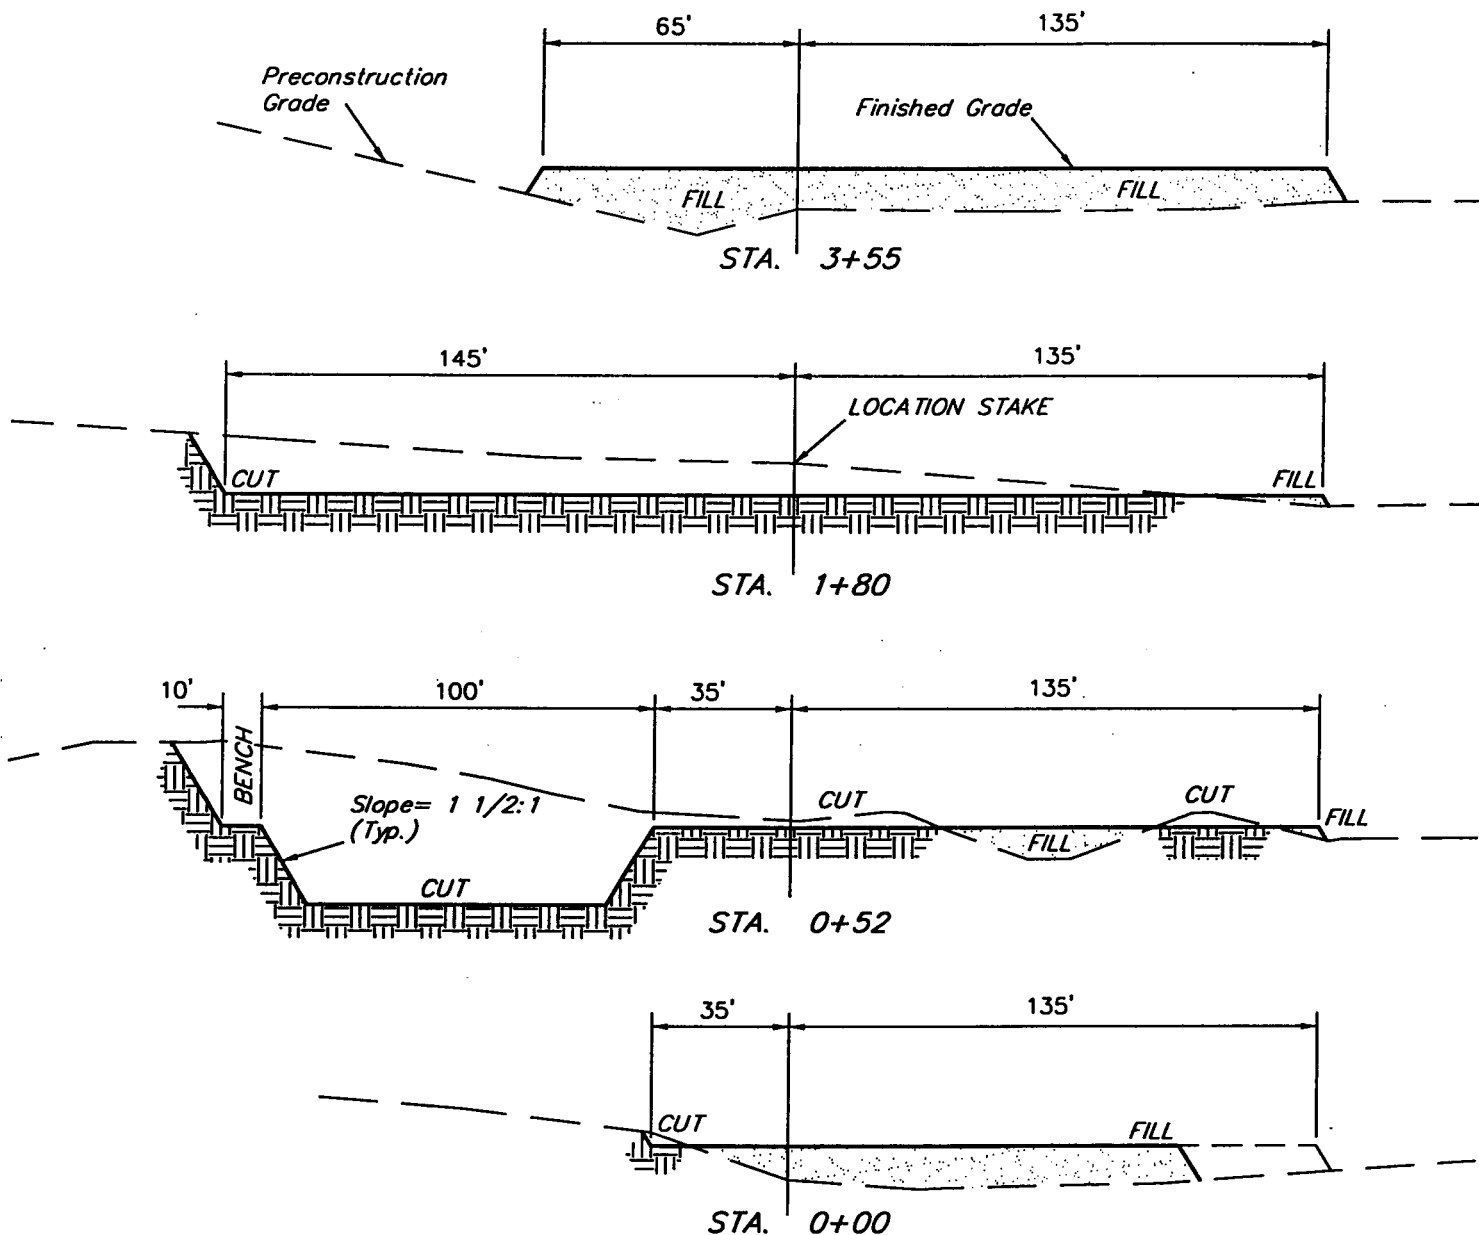 65' 135'
Preconstruction
Grade
Finished Grade
FILL FILL
STA. 3+55
145' 135'
LOCATION STAKE
CUT FILL
STA. 1+80
10' 100' 35' 135'
BENCH
Slope= 1 1/2:1
(Typ.)
CUT CUT
FILL
FILL
CUT
STA. 0+52
35' 135'
CUT FILL
STA. 0+00